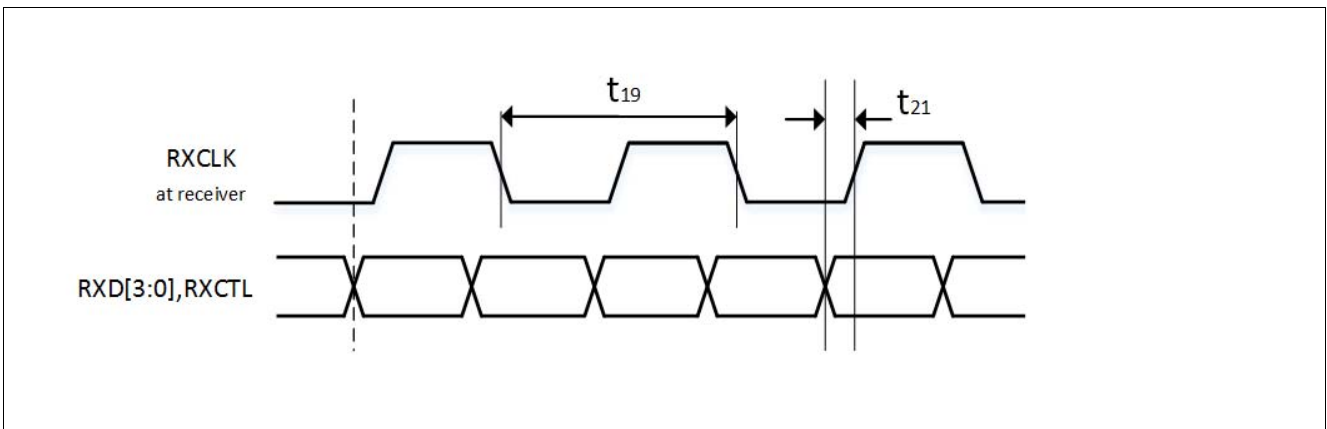 t19
t21
RXCLK
at receiver
RXD[3:0],RXCTL